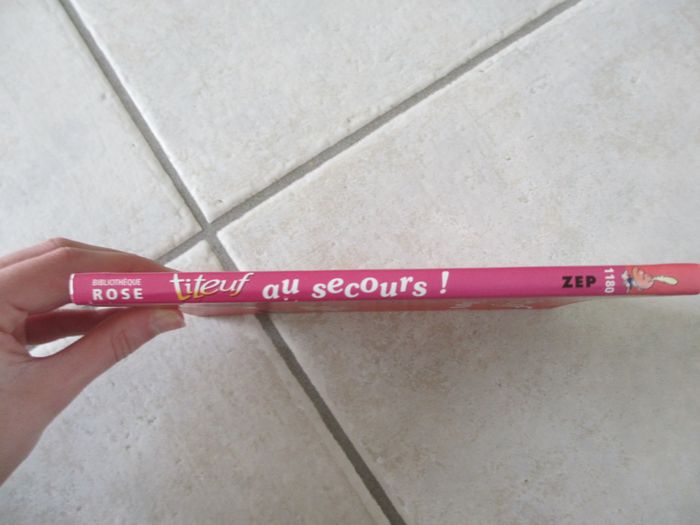 BIBLIOTHÈQUE
ROSE
titeuf au secours !
ZEP
1180